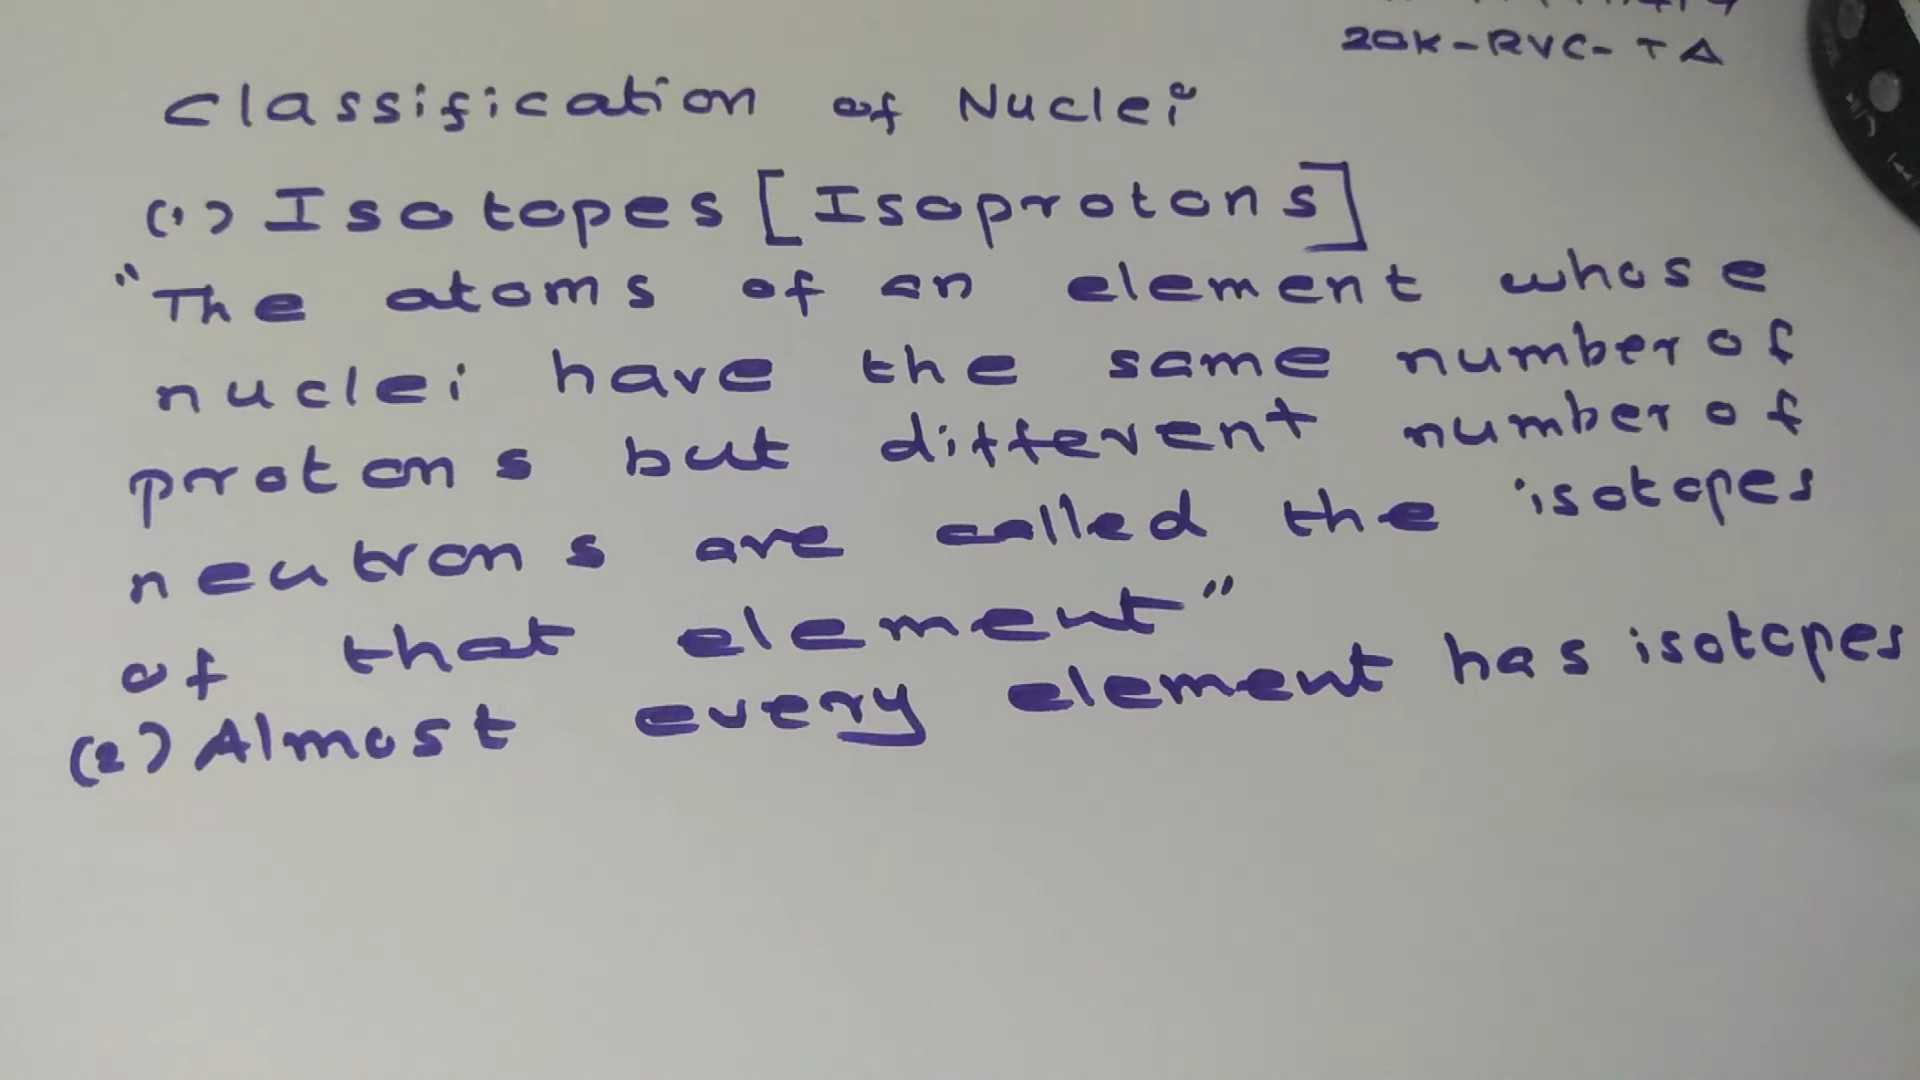 20K-RVC-TA
Classification of Nuclei
(1) Isotopes [Isoprotons]
"The atoms of an element whose
nuclei have the same number of
protons but different number of
neutrons are called the isotopes
of that element"
(2) Almost every element has isotopes